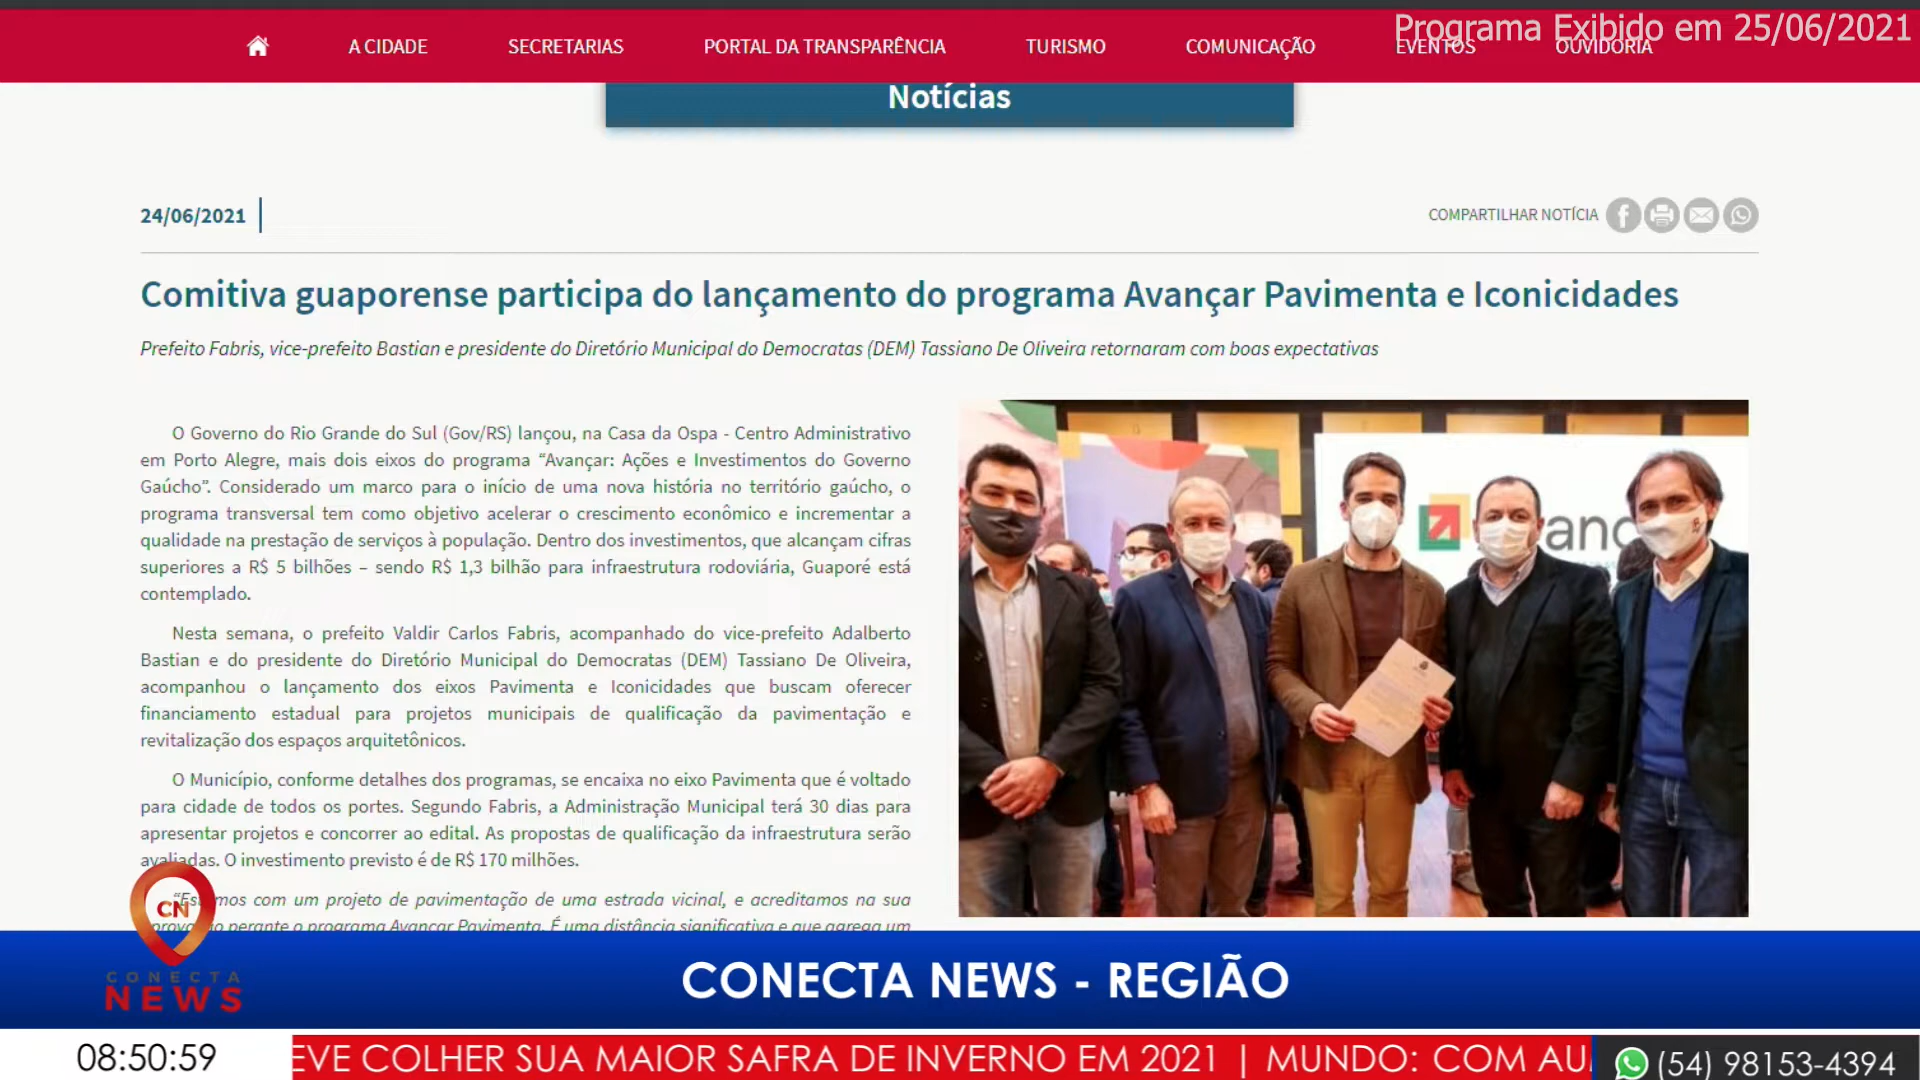 Programa Exibido em 25/06/2021
A CIDADE SECRETARIAS PORTAL DA TRANSPARÊNCIA TURISMO COMUNICAÇÃO EVENTOS OUVIDORIA
Notícias
24/06/2021
COMPARTILHAR NOTÍCIA
Comitiva guaporense participa do lançamento do programa Avançar Pavimenta e Iconicidades
Prefeito Fabris, vice-prefeito Bastian e presidente do Diretório Municipal do Democratas (DEM) Tassiano De Oliveira retornaram com boas expectativas
O Governo do Rio Grande do Sul (Gov/RS) lançou, na Casa da Ospa - Centro Administrativo
em Porto Alegre, mais dois eixos do programa “Avançar: Ações e Investimentos do Governo
Gaúcho”. Considerado um marco para o início de uma nova história no território gaúcho, o
programa transversal tem como objetivo acelerar o crescimento econômico e incrementar a
qualidade na prestação de serviços à população. Dentro dos investimentos, que alcançam cifras
superiores a R$ 5 bilhões – sendo R$ 1,3 bilhão para infraestrutura rodoviária, Guaporé está
contemplado.
Nesta semana, o prefeito Valdir Carlos Fabris, acompanhado do vice-prefeito Adalberto
Bastian e do presidente do Diretório Municipal do Democratas (DEM) Tassiano De Oliveira,
acompanhou o lançamento dos eixos Pavimenta e Iconicidades que buscam oferecer
financiamento estadual para projetos municipais de qualificação da pavimentação e
revitalização dos espaços arquitetônicos.
O Município, conforme detalhes dos programas, se encaixa no eixo Pavimenta que é voltado
para cidade de todos os portes. Segundo Fabris, a Administração Municipal terá 30 dias para
apresentar projetos e concorrer ao edital. As propostas de qualificação da infraestrutura serão
avaliadas. O investimento previsto é de R$ 170 milhões.
com um projeto de pavimentação de uma estrada vicinal, e acreditamos na sua
perante o programa Avançar Pavimenta. É uma distância significativa e que agrega um
CN
CONECTA
NEWS
CONECTA NEWS - REGIÃO
08:50:59
EVE COLHER SUA MAIOR SAFRA DE INVERNO EM 2021 | MUNDO: COM AU
(54) 98153-4394